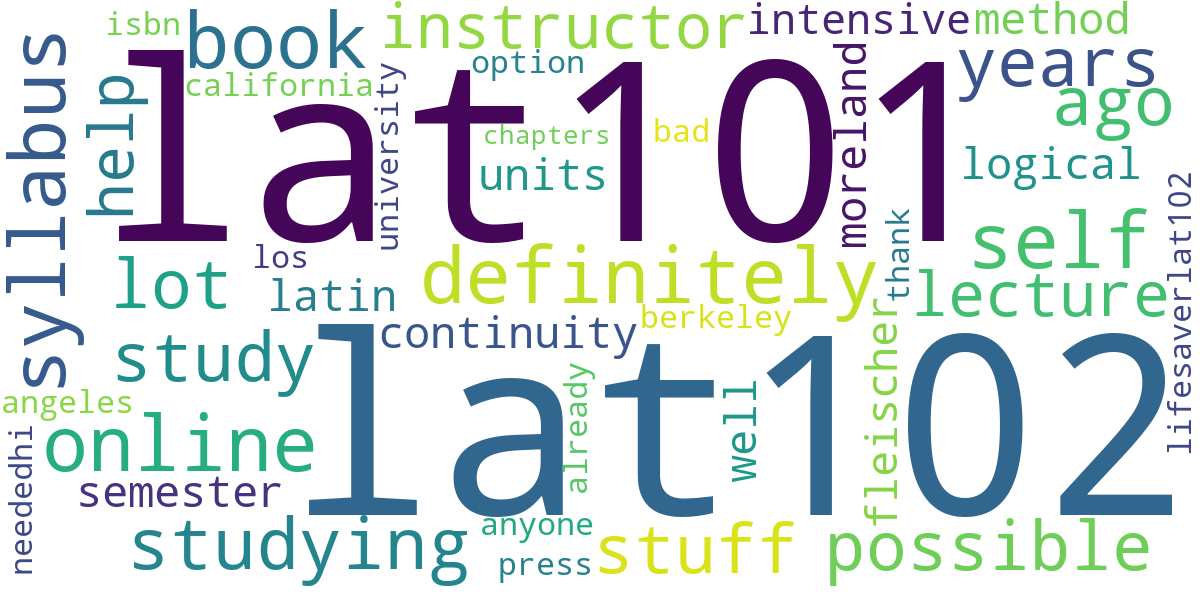 isbn
book
instructor
intensive
method
syllabus
help
california
option
university
lat101
chapters
bad
units
moreland
years
ago
logical
los
lot
latin
definitely
thank
self
lecture
lifesaverlat102
study
continuity
berkeley
fleischer
angeles
online
lat102
already
well
neededhi
semester
studying
anyone
press
stuff
possible